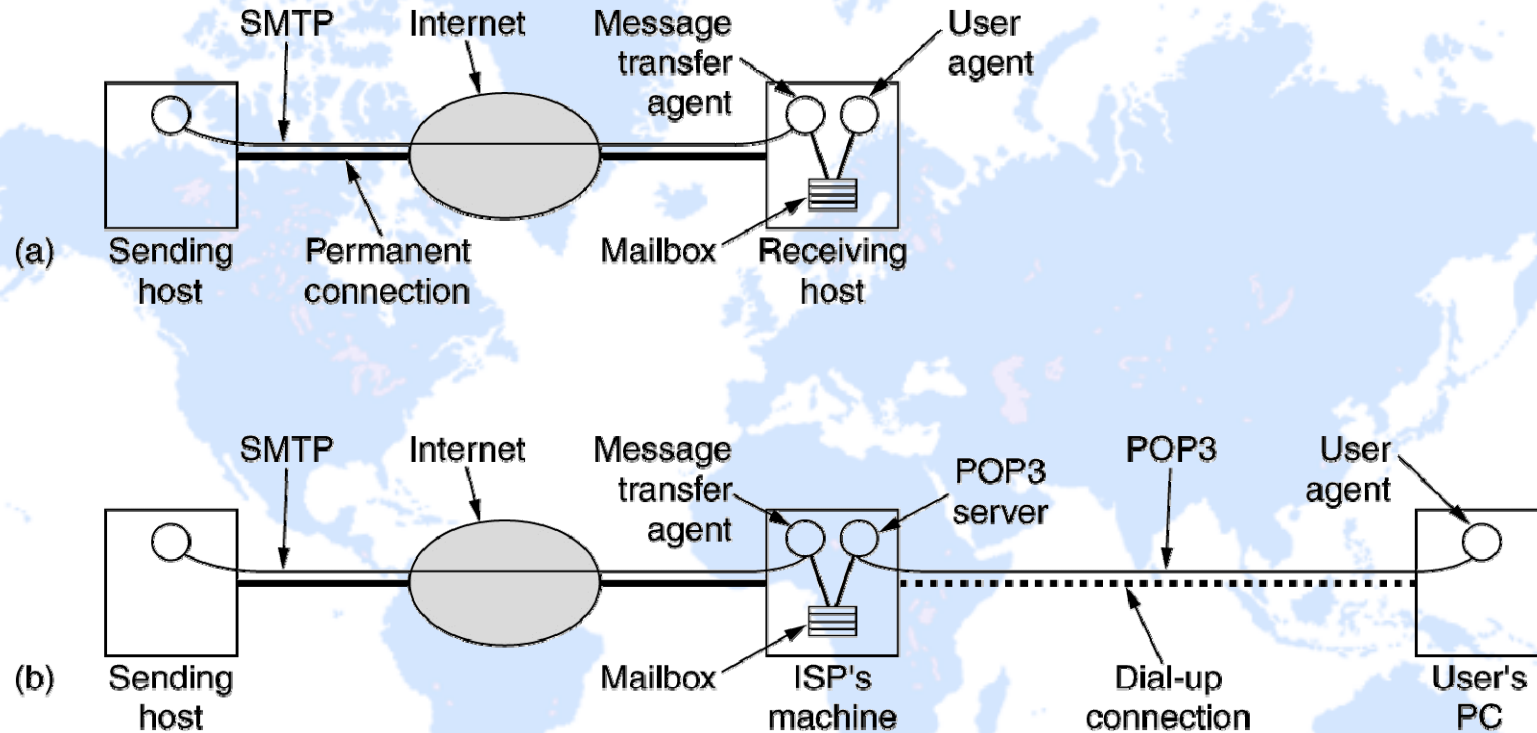 SMTP
Internet
Message
transfer
agent
User
agent
(a)
Sending
host
Permanent
connection
Mailbox
Receiving
host
SMTP
Internet
Message
transfer
agent
POP3
server
POP3
User
agent
(b)
Sending
host
Mailbox
ISP's
machine
Dial-up
connection
User's
PC